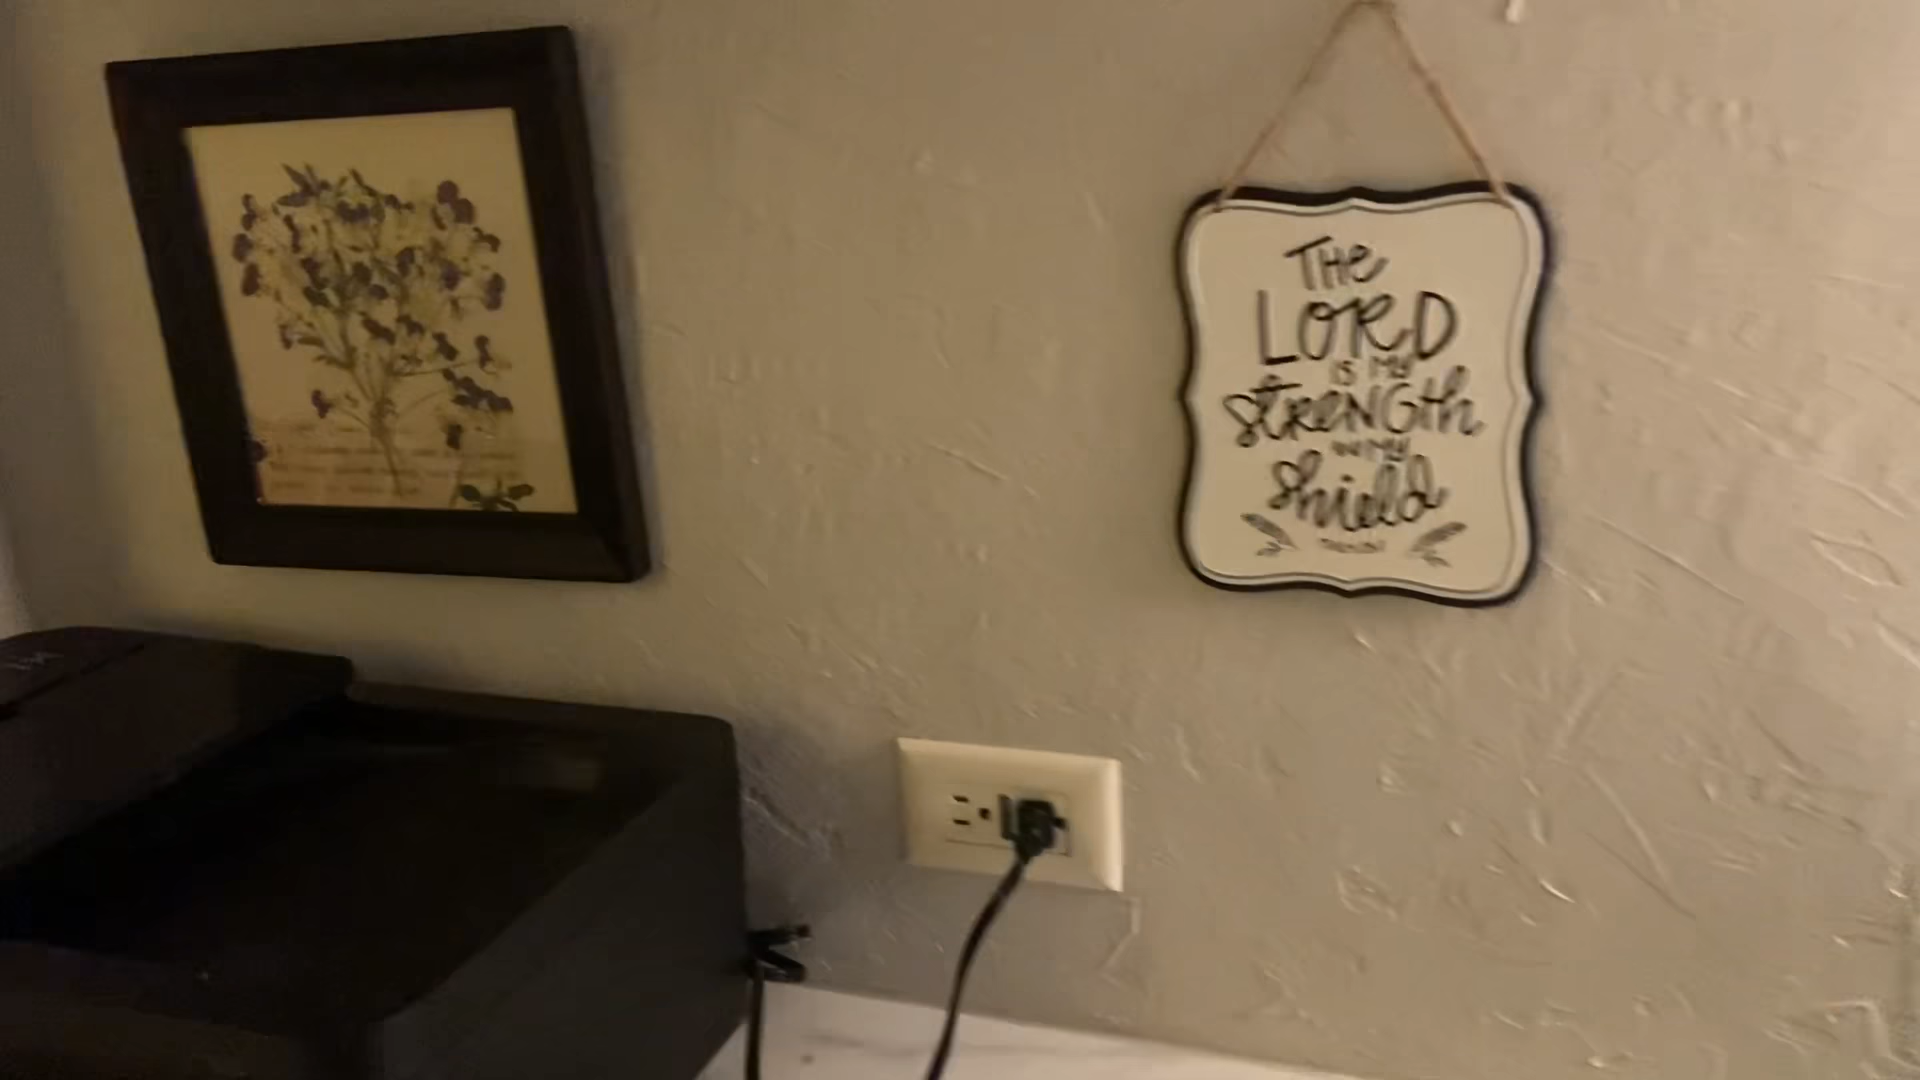 THe
LORD
is my
StReNGth
AND MY
Shield